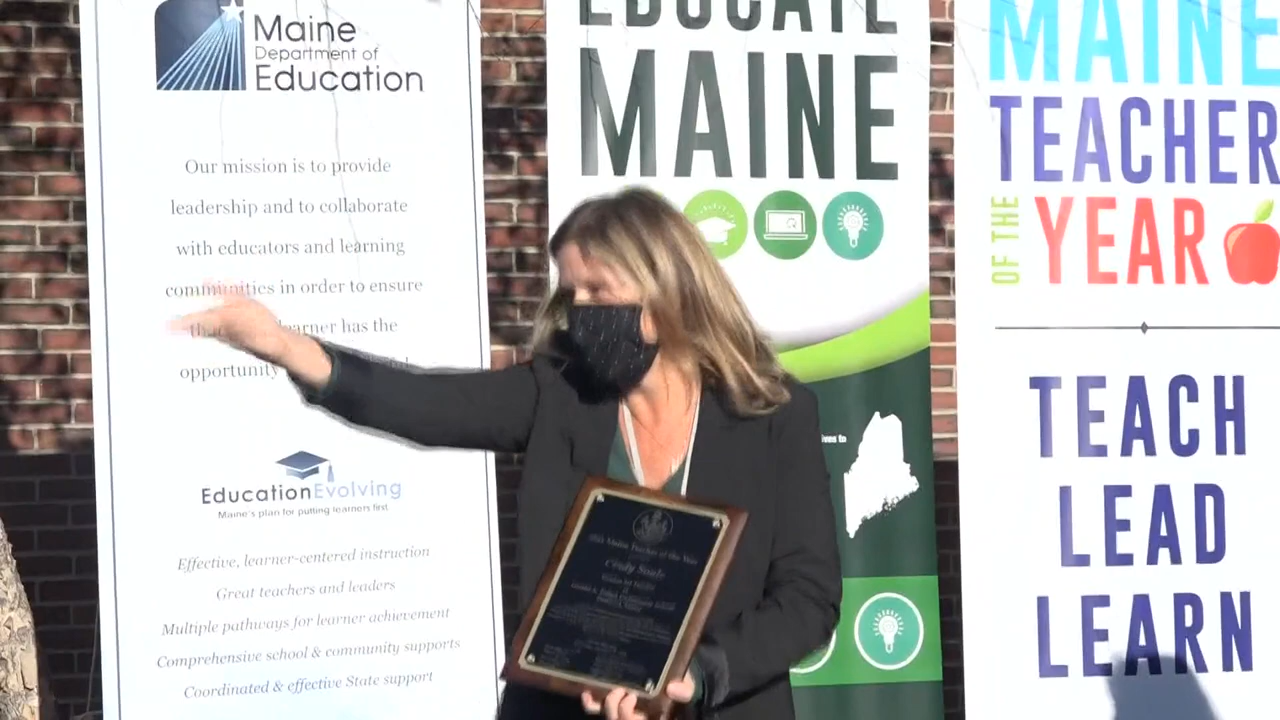 Maine
Department of
Education
Our mission is to provide
leadership and to collaborate
with educators and learning
communities in order to ensure
learner has the
opportunity
EducationEvolving
Maine's plan for putting learners first
Effective, learner-centered instruction
Great teachers and leaders
Multiple pathways for learner achievement
Comprehensive school & community supports
Coordinated & effective State support
EDUCATE
MAINE
ives to
Maine Teacher of the Year
Cindy Soule
MAINE
TEACHER
OF THE
YEAR
TEACH
LEAD
LEARN